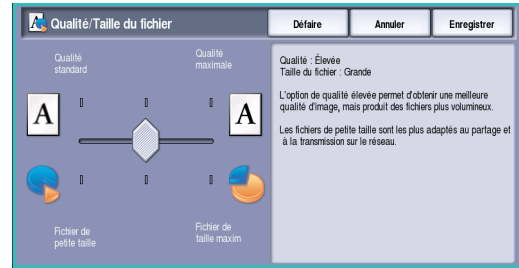 Qualité/Taille du fichier
Défaire
Annuler
Enregistrer
Qualité
standard
Qualité
maximale
A
A
Fichier de
petite taille
Fichier de
taille maxim
Qualité : Élevée
Taille du fichier : Grande
L'option de qualité élevée permet d'obtenir une meilleure
qualité d'image, mais produit des fichiers plus volumineux.
Les fichiers de petite taille sont les plus adaptés au partage et
à la transmission sur le réseau.